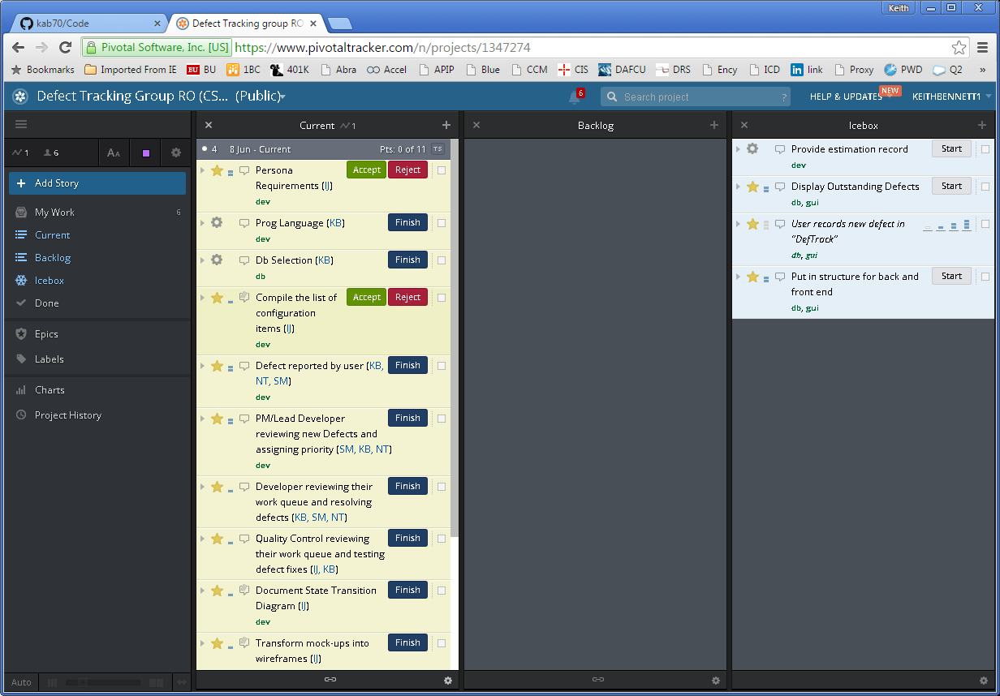 Keith
kab70/Code
Defect Tracking group RO
Pivotal Software, Inc. [US] https://www.pivotaltracker.com/n/projects/1347274
Bookmarks Imported From IE BU BU 1BC 401K Abra Accel APIP Blue CCM CIS DAFCU DRS Ency ICD in link Proxy PWD Q2 »
Defect Tracking Group RO (CS... (Public)
6
Search project ?
HELP & UPDATES NEW
KEITHBENNETT1
1 6 AA
+ Add Story
My Work 6
Current
Backlog
Icebox
Done
Epics
Labels
Charts
Project History
Auto
Current 1
4 8 Jun - Current Pts: 0 of 11 TS
Persona Accept Reject
Requirements (IJ)
dev
Prog Language (KB) Finish
dev
Db Selection (KB) Finish
db
Compile the list of Accept Reject
configuration
items (IJ)
dev
Defect reported by user (KB, Finish
NT, SM)
dev
PM/Lead Developer Finish
reviewing new Defects and
assigning priority (SM, KB, NT)
dev
Developer reviewing their Finish
work queue and resolving
defects (KB, SM, NT)
Quality Control reviewing Finish
their work queue and testing
defect fixes (IJ, KB)
Document State Transition Finish
Diagram (IJ)
dev
Transform mock-ups into Finish
wireframes (IJ)
Backlog
Icebox
Provide estimation record Start
dev
Display Outstanding Defects Start
db, gui
User records new defect in
"DefTrack"
db, gui
Put in structure for back and Start
front end
db, gui